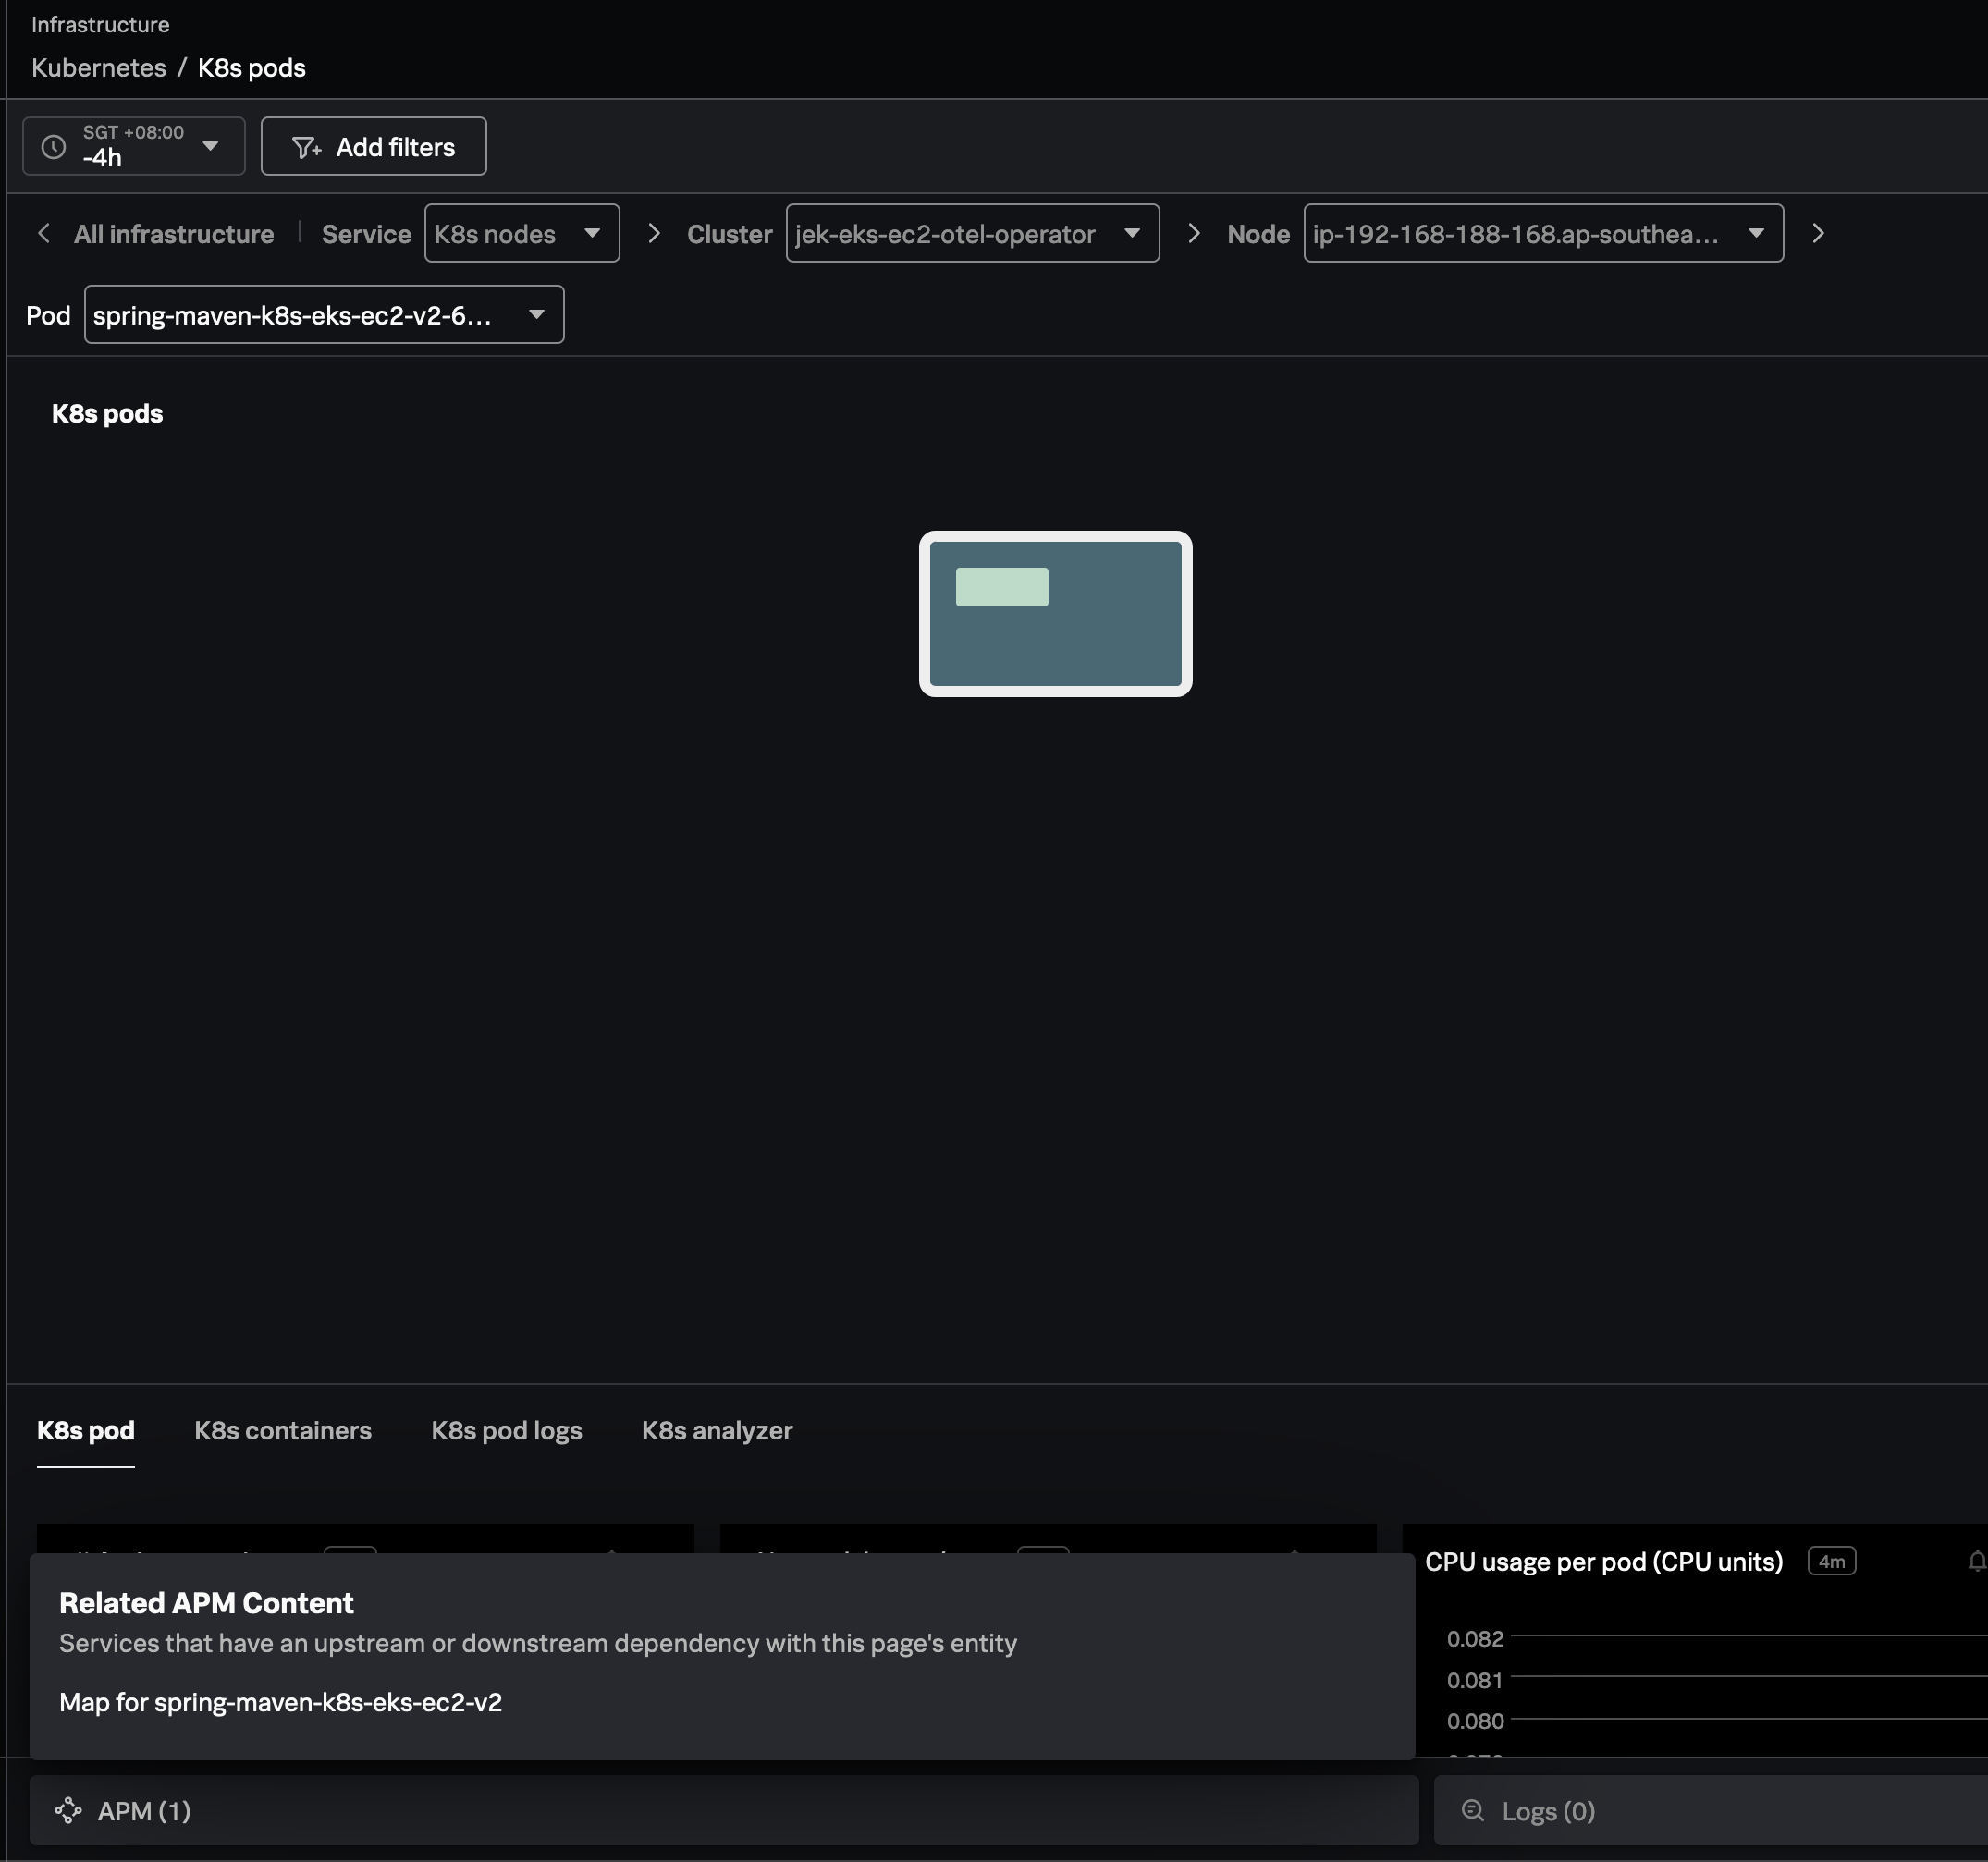 Infrastructure
Kubernetes / K8s pods
SGT +08:00
-4h
Add filters
All infrastructure | Service K8s nodes > Cluster jek-eks-ec2-otel-operator > Node ip-192-168-188-168.ap-southea... >
Pod spring-maven-k8s-eks-ec2-v2-6...
K8s pods
K8s pod K8s containers K8s pod logs K8s analyzer
CPU usage per pod (CPU units) 4m
0.082
0.081
0.080
Related APM Content
Services that have an upstream or downstream dependency with this page's entity
Map for spring-maven-k8s-eks-ec2-v2
APM (1)
Logs (0)